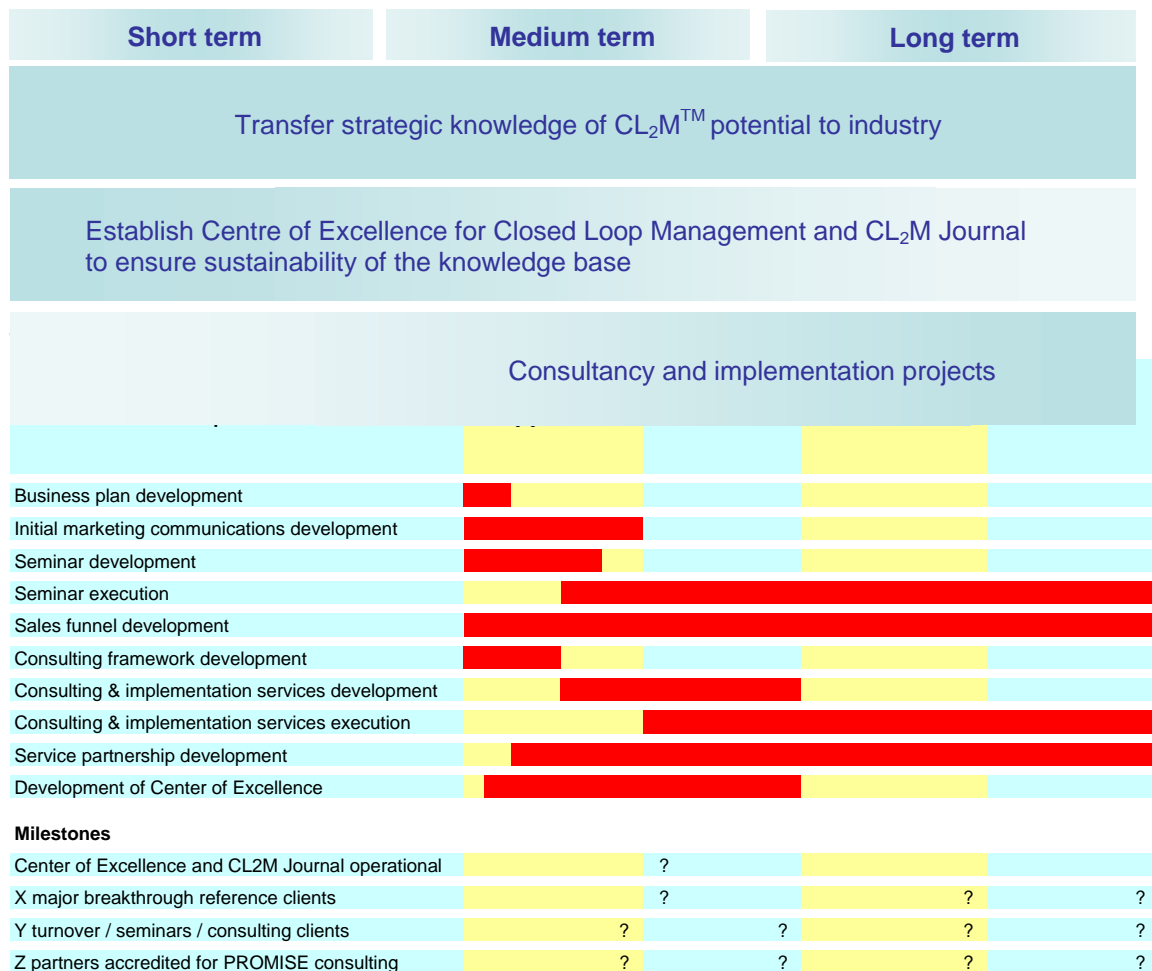 Short term
Medium term
Long term
Transfer strategic knowledge of CL₂M™ potential to industry
Establish Centre of Excellence for Closed Loop Management and CL₂M Journal
to ensure sustainability of the knowledge base
Consultancy and implementation projects
Business plan development
Initial marketing communications development
Seminar development
Seminar execution
Sales funnel development
Consulting framework development
Consulting & implementation services development
Consulting & implementation services execution
Service partnership development
Development of Center of Excellence
Milestones
Center of Excellence and CL2M Journal operational ?
X major breakthrough reference clients ? ? ?
Y turnover / seminars / consulting clients ? ? ? ?
Z partners accredited for PROMISE consulting ? ? ? ?